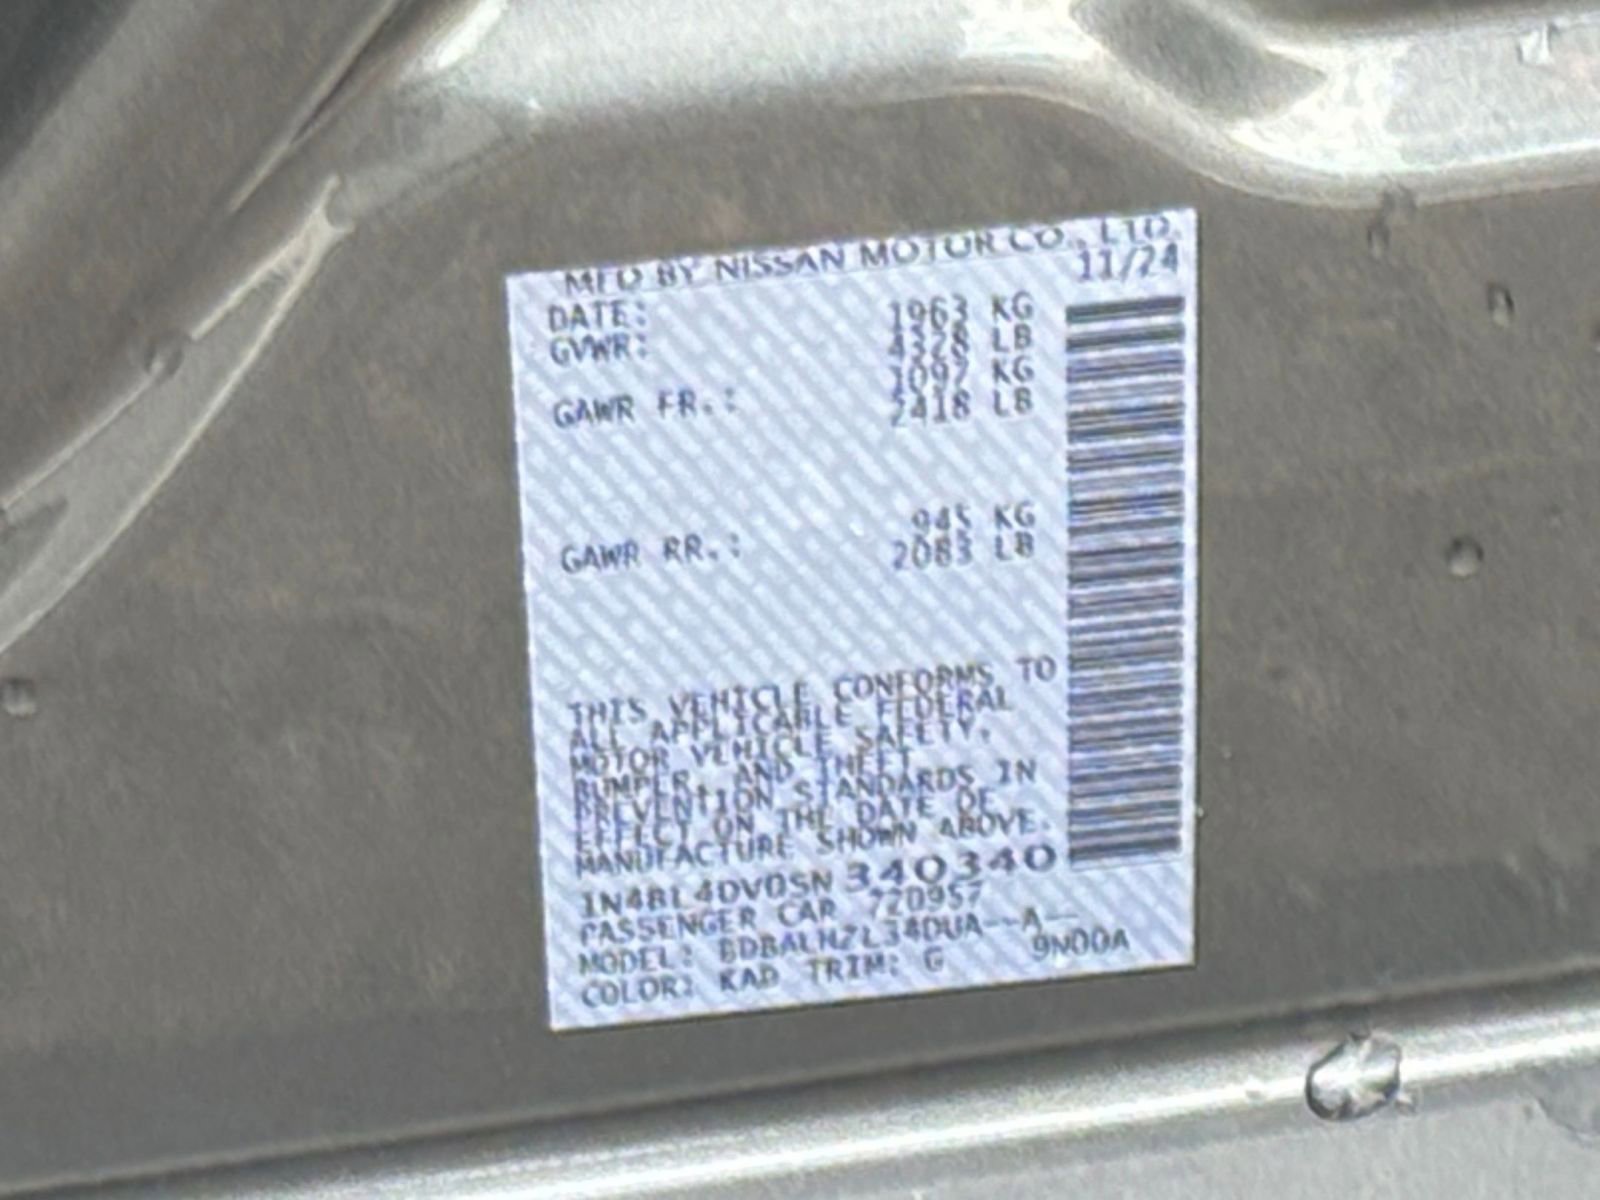 MFD BY NISSAN MOTOR CO., LTD.
DATE: 11/24
GVWR: 1963 KG
4328 LB
1097 KG
GAWR FR.: 2418 LB
945 KG
GAWR RR.: 2083 LB
THIS VEHICLE CONFORMS TO
ALL APPLICABLE FEDERAL
MOTOR VEHICLE SAFETY,
BUMPER, AND THEFT
PREVENTION STANDARDS IN
EFFECT ON THE DATE OF
MANUFACTURE SHOWN ABOVE.
1N4BL4DV0SN340340
PASSENGER CAR 720957
MODEL:
COLOR: KAD TRIM: G 9N00A